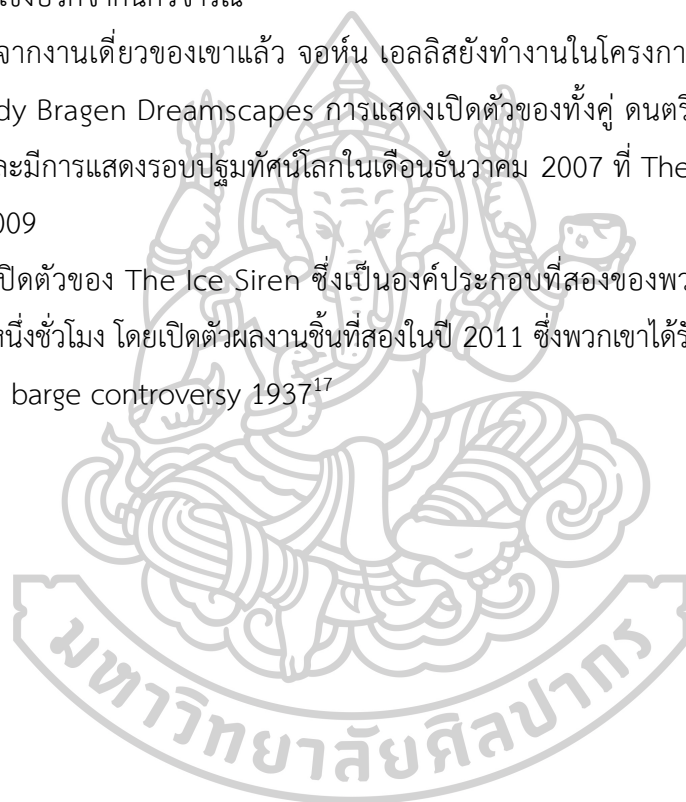 จากงานเดี่ยวของเขาแล้ว จอห์น เอลลิสยังทำงานในโครงกา
dy Bragen Dreamscapes การแสดงเปิดตัวของทั้งคู่ ดนตรี
ละมีการแสดงรอบปฐมทัศน์โลกในเดือนธันวาคม 2007 ที่ The
009
เปิดตัวของ The Ice Siren ซึ่งเป็นองค์ประกอบที่สองของพว
หนึ่งชั่วโมง โดยเปิดตัวผลงานชิ้นที่สองในปี 2011 ซึ่งพวกเขาได้รั
barge controversy 1937¹⁷
มหาวิทยาลัยศิลปากร